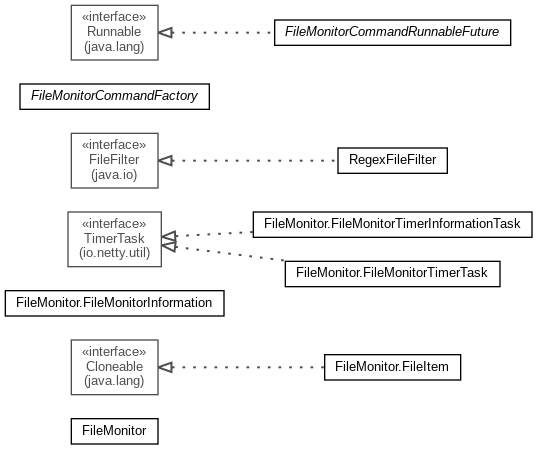 «interface»
Runnable
(java.lang)
FileMonitorCommandRunnableFuture
FileMonitorCommandFactory
«interface»
FileFilter
(java.io)
RegexFileFilter
«interface»
TimerTask
(io.netty.util)
FileMonitor.FileMonitorTimerInformationTask
FileMonitor.FileMonitorTimerTask
FileMonitor.FileMonitorInformation
«interface»
Cloneable
(java.lang)
FileMonitor.FileItem
FileMonitor